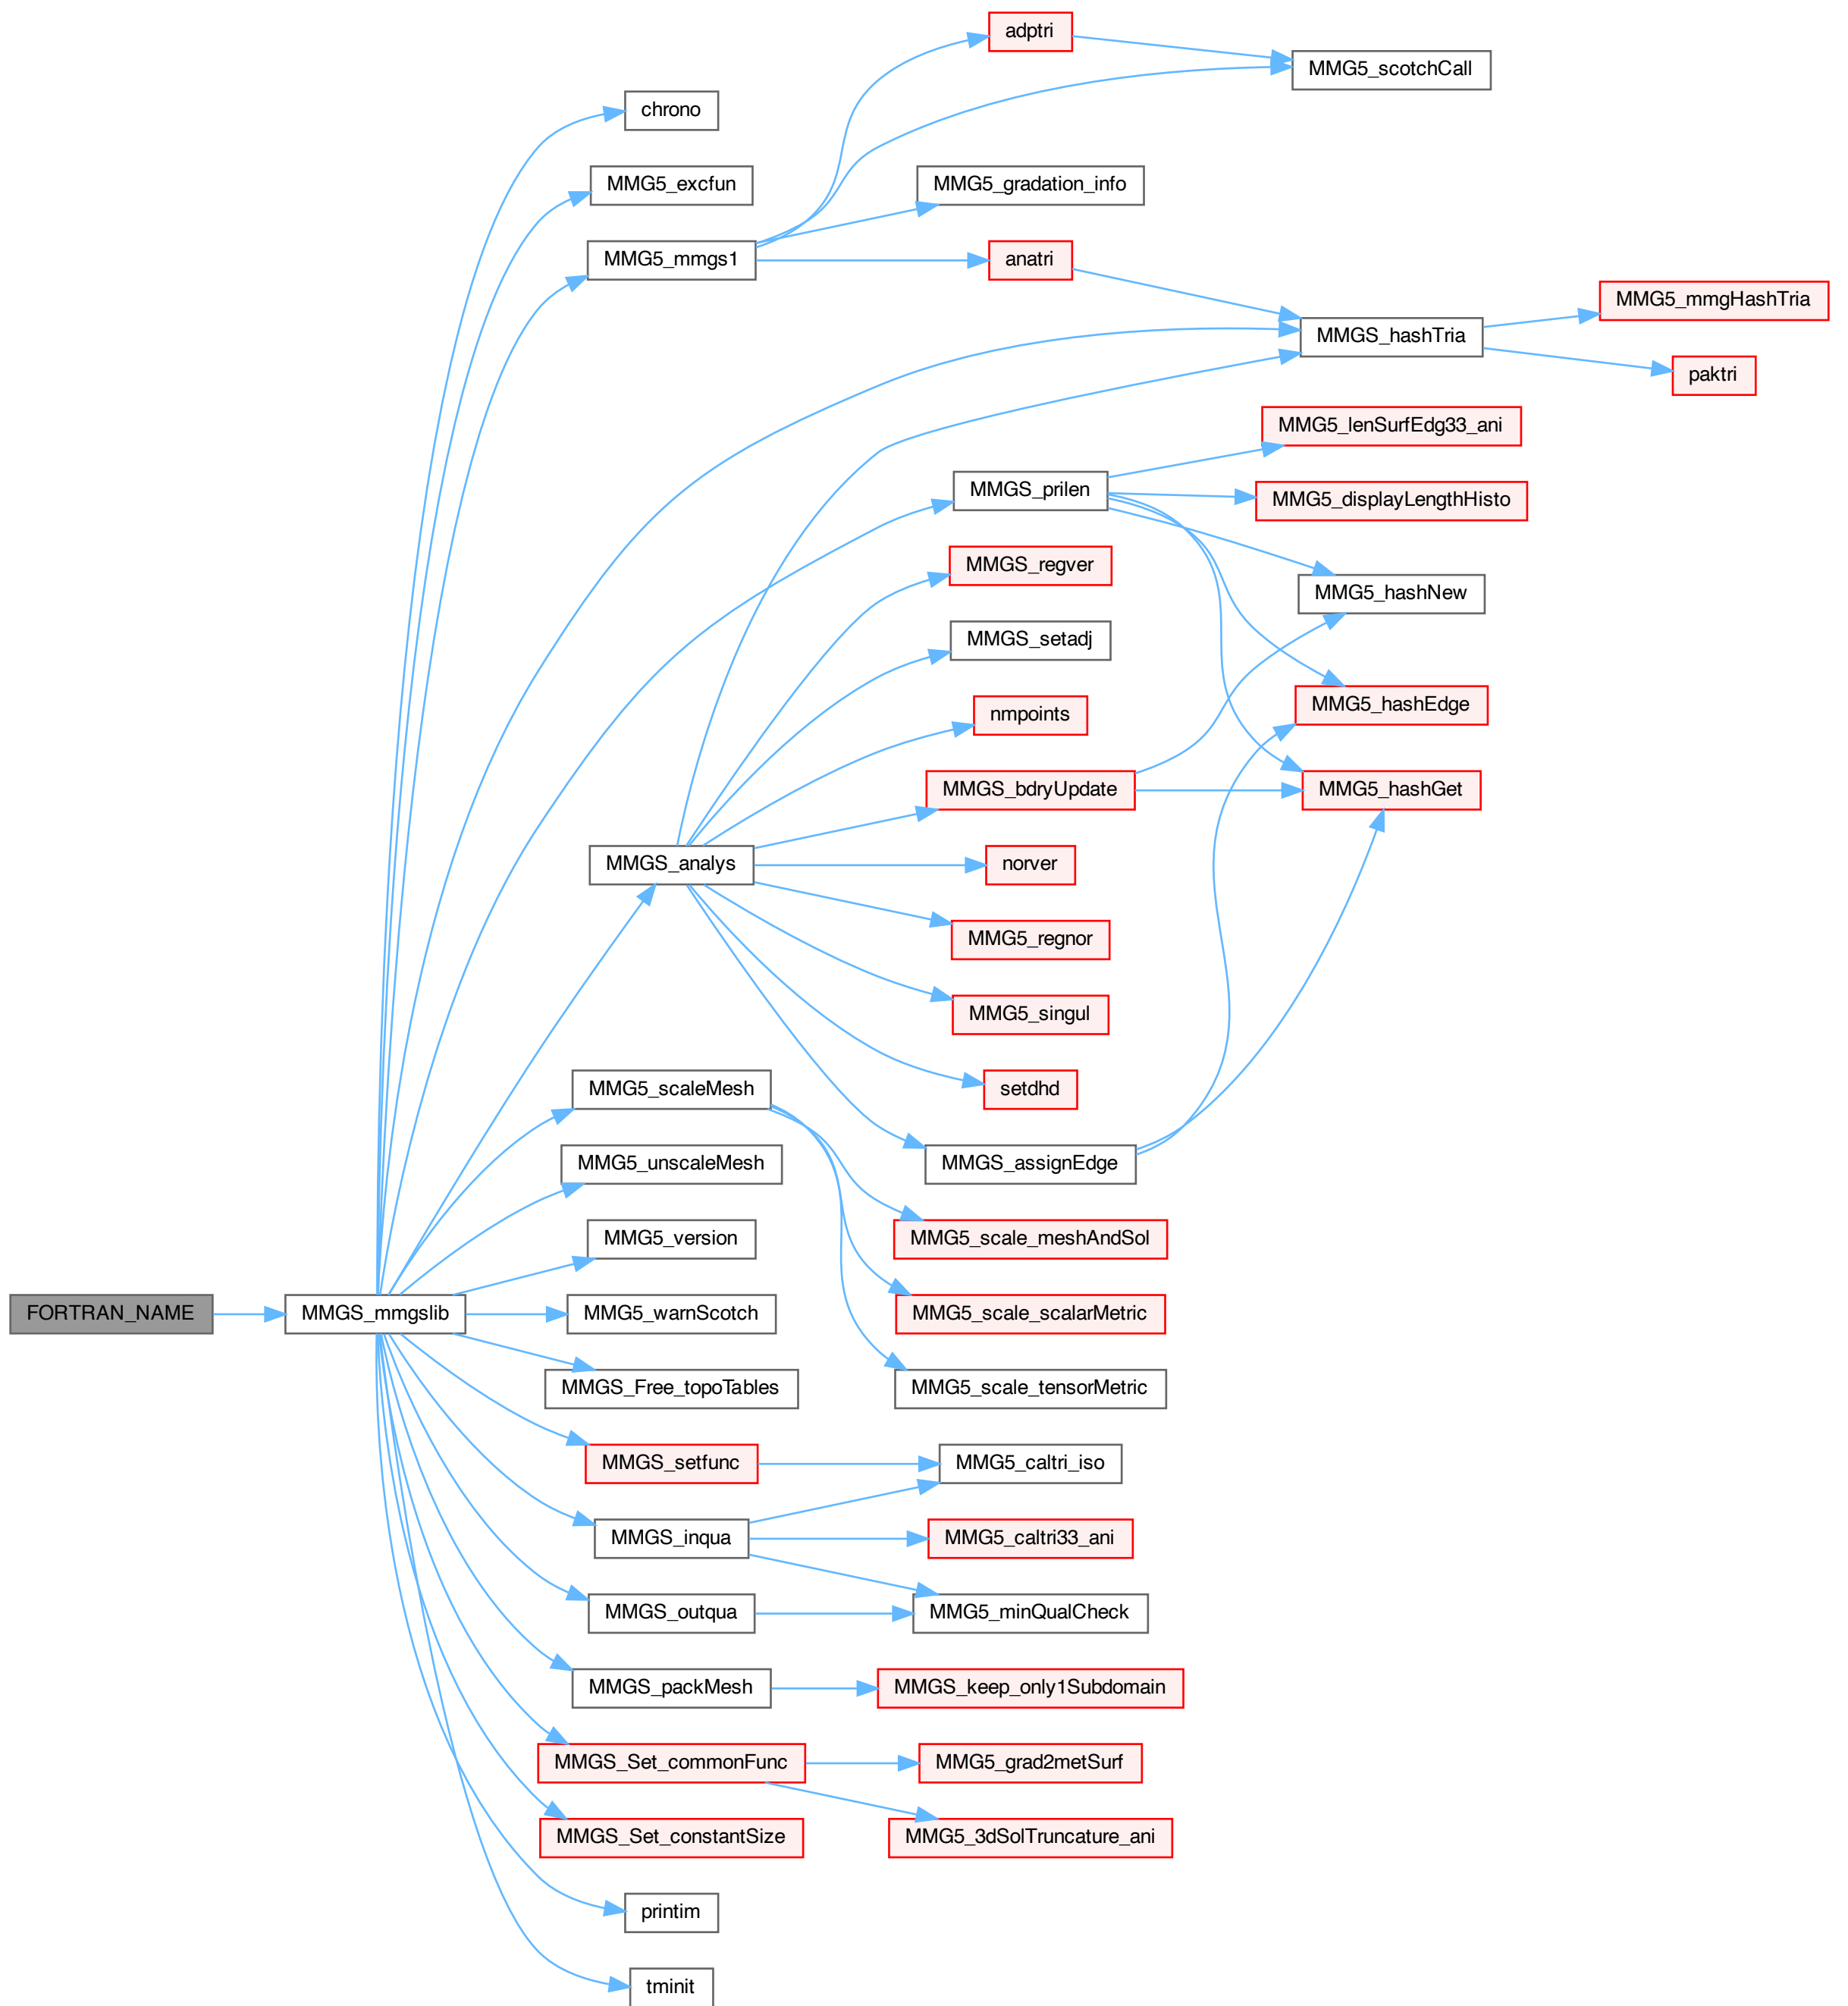 adptri
MMG5_scotchCall
chrono
MMG5_excfun
MMG5_gradation_info
MMG5_mmgs1
anatri
MMG5_mmgHashTria
MMGS_hashTria
paktri
MMG5_lenSurfEdg33_ani
MMGS_prilen
MMG5_displayLengthHisto
MMGS_regver
MMG5_hashNew
MMGS_setadj
nmpoints
MMG5_hashEdge
MMGS_bdryUpdate
MMG5_hashGet
MMGS_analys
norver
MMG5_regnor
MMG5_singul
MMG5_scaleMesh
setdhd
MMG5_unscaleMesh
MMGS_assignEdge
MMG5_version
MMG5_scale_meshAndSol
FORTRAN_NAME
MMGS_mmgslib
MMG5_warnScotch
MMG5_scale_scalarMetric
MMGS_Free_topoTables
MMG5_scale_tensorMetric
MMGS_setfunc
MMG5_caltri_iso
MMGS_inqua
MMG5_caltri33_ani
MMGS_outqua
MMG5_minQualCheck
MMGS_packMesh
MMGS_keep_only1Subdomain
MMGS_Set_commonFunc
MMG5_grad2metSurf
MMGS_Set_constantSize
MMG5_3dSolTruncature_ani
printim
tminit